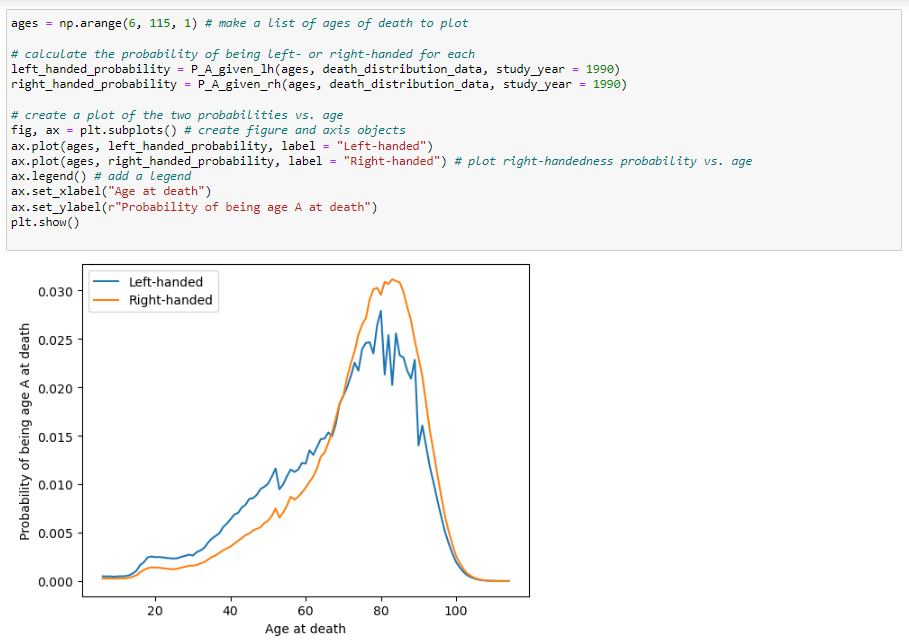 ages = np.arange(6, 115, 1) # make a list of ages of death to plot
# calculate the probability of being left- or right-handed for each
left_handed_probability = P_A_given_lh(ages, death_distribution_data, study_year = 1990)
right_handed_probability = P_A_given_rh(ages, death_distribution_data, study_year = 1990)
# create a plot of the two probabilities vs. age
fig, ax = plt.subplots() # create figure and axis objects
ax.plot(ages, left_handed_probability, label = "Left-handed")
ax.plot(ages, right_handed_probability, label = "Right-handed") # plot right-handedness probability vs. age
ax.legend() # add a legend
ax.set_xlabel("Age at death")
ax.set_ylabel(r"Probability of being age A at death")
plt.show()
Left-handed
Right-handed
Probability of being age A at death
0.030
0.025
0.020
0.015
0.010
0.005
0.000
20 40 60 80 100
Age at death